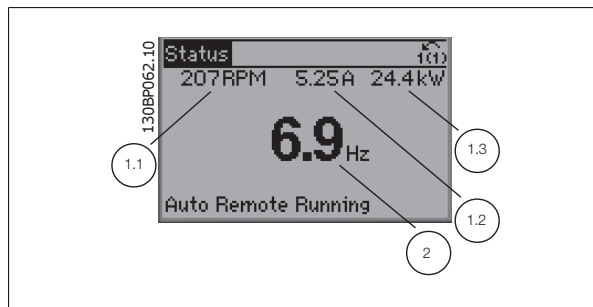 130BP062.10
Status
1(1)
207RPM 5.25A 24.4kW
6.9Hz
Auto Remote Running
1.1
1.3
1.2
2